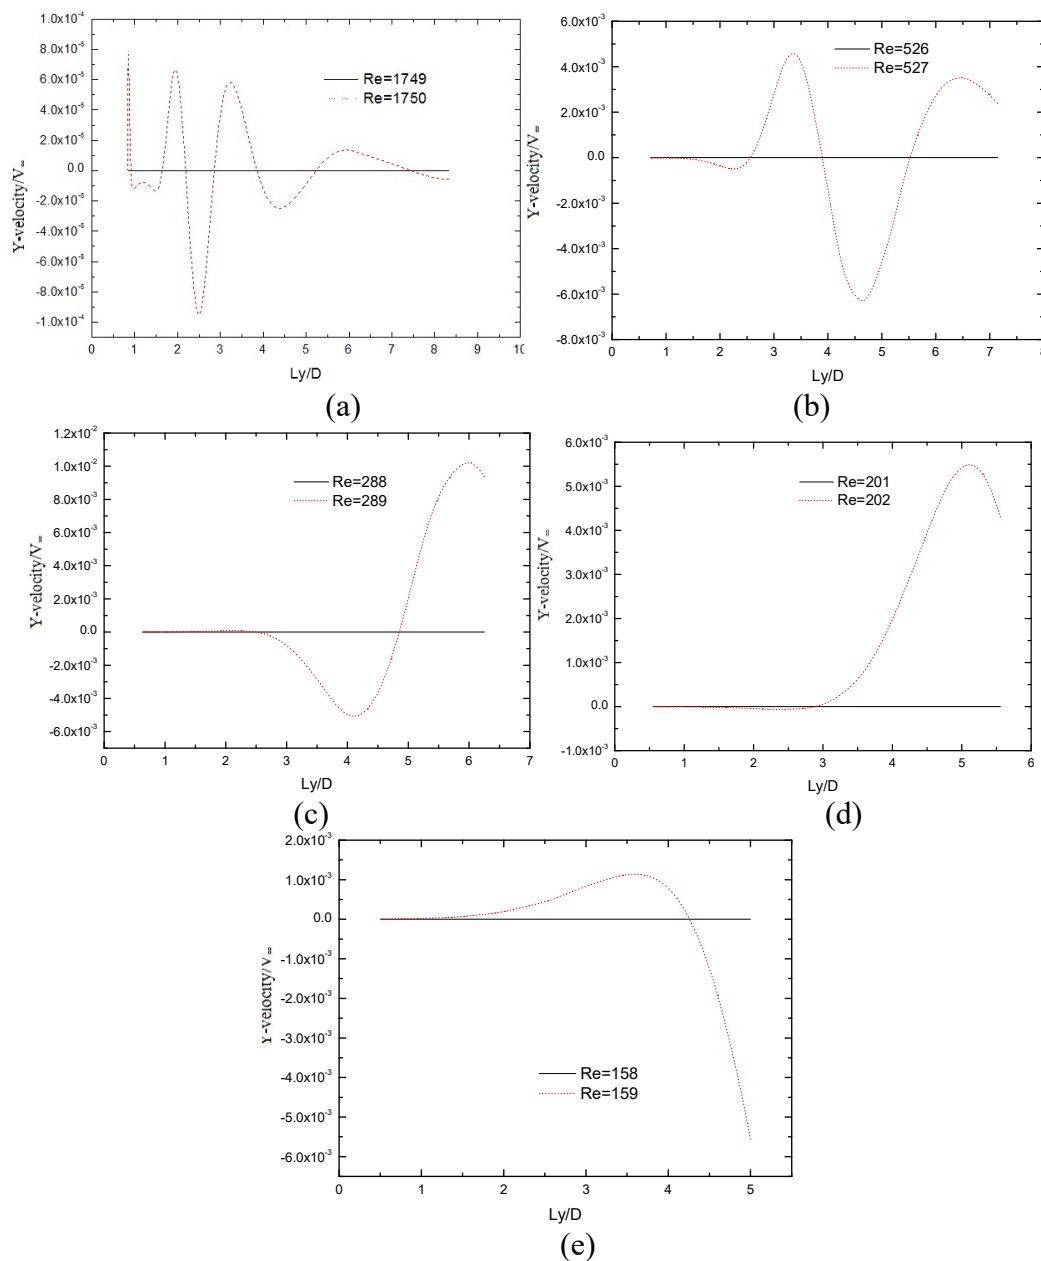 1.0x10⁻⁴
8.0x10⁻⁵
6.0x10⁻⁵
4.0x10⁻⁵
2.0x10⁻⁵
0.0
-2.0x10⁻⁵
-4.0x10⁻⁵
-6.0x10⁻⁵
-8.0x10⁻⁵
-1.0x10⁻⁴
Y-velocity/V∞
Re=1749
Re=1750
0 1 2 3 4 5 6 7 8 9 10
Ly/D
(a)
6.0x10⁻³
4.0x10⁻³
2.0x10⁻³
0.0
-2.0x10⁻³
-4.0x10⁻³
-6.0x10⁻³
-8.0x10⁻³
Y-velocity/V∞
Re=526
Re=527
0 1 2 3 4 5 6 7 8
Ly/D
(b)
1.2x10⁻²
1.0x10⁻²
8.0x10⁻³
6.0x10⁻³
4.0x10⁻³
2.0x10⁻³
0.0
-2.0x10⁻³
-4.0x10⁻³
-6.0x10⁻³
Y-velocity/V∞
Re=288
Re=289
0 1 2 3 4 5 6 7
Ly/D
(c)
6.0x10⁻³
5.0x10⁻³
4.0x10⁻³
3.0x10⁻³
2.0x10⁻³
1.0x10⁻³
0.0
-1.0x10⁻³
Y-velocity/V∞
Re=201
Re=202
0 1 2 3 4 5 6
Ly/D
(d)
2.0x10⁻³
1.0x10⁻³
0.0
-1.0x10⁻³
-2.0x10⁻³
-3.0x10⁻³
-4.0x10⁻³
-5.0x10⁻³
-6.0x10⁻³
Y-velocity/V∞
Re=158
Re=159
0 1 2 3 4 5
Ly/D
(e)